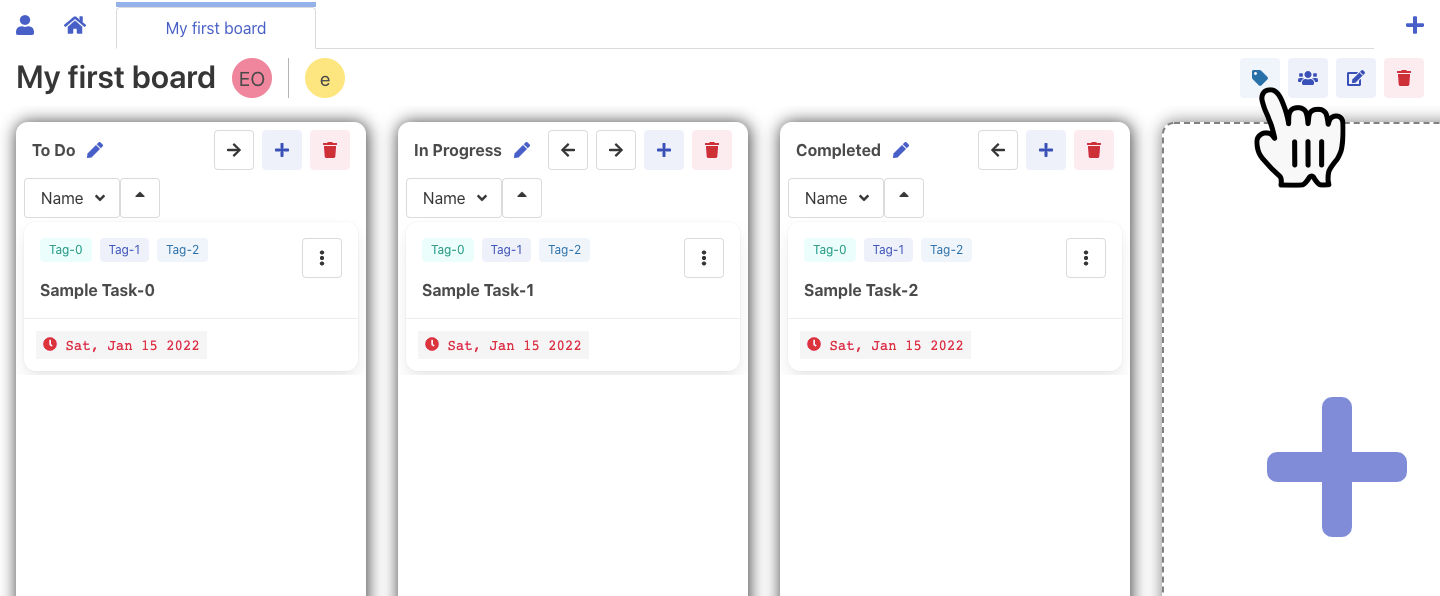 My first board
My first board EO e
To Do
Name
Tag-0 Tag-1 Tag-2
Sample Task-0
Sat, Jan 15 2022
In Progress
Name
Tag-0 Tag-1 Tag-2
Sample Task-1
Sat, Jan 15 2022
Completed
Name
Tag-0 Tag-1 Tag-2
Sample Task-2
Sat, Jan 15 2022